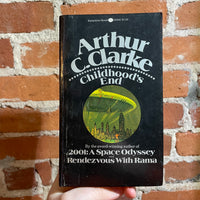 Arthur
C. Clarke
Childhood's
End
By the award-winning author of
2001: A Space Odyssey
Rendezvous With Rama